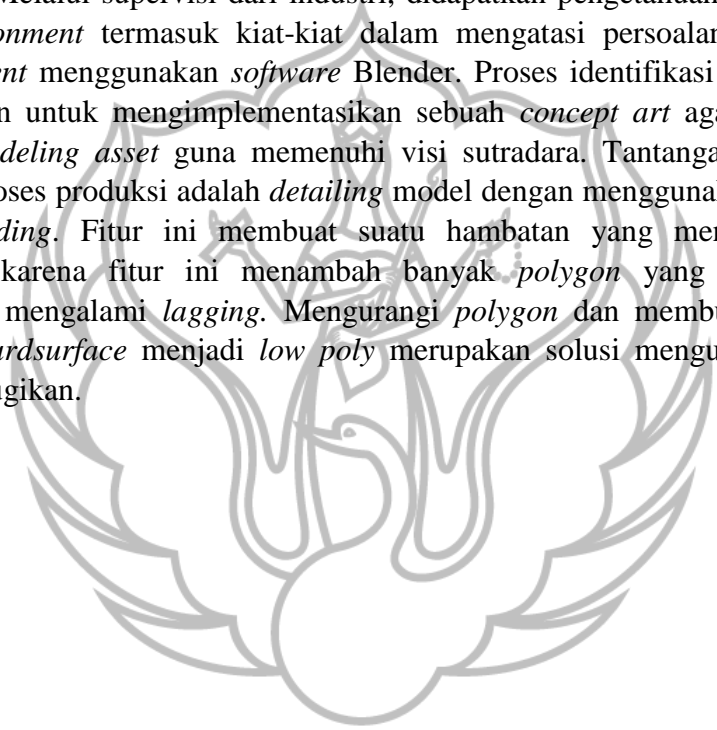 Melalui supervisi dari industri, didapatkan pengetahuan
onment termasuk kiat-kiat dalam mengatasi persoalan
ent menggunakan software Blender. Proses identifikasi
n untuk mengimplementasikan sebuah concept art aga
deling asset guna memenuhi visi sutradara. Tantanga
oses produksi adalah detailing model dengan mengguna
ding. Fitur ini membuat suatu hambatan yang mer
karena fitur ini menambah banyak polygon yang
mengalami lagging. Mengurangi polygon dan membu
ardsurface menjadi low poly merupakan solusi mengu
ugikan.